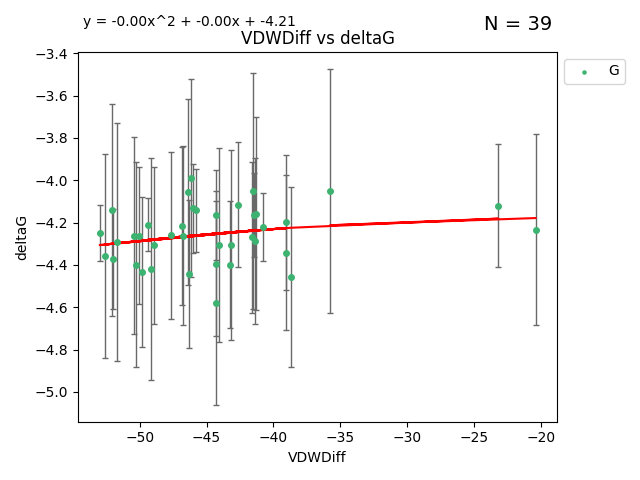 y = -0.00x^2 + -0.00x + -4.21
N = 39
VDWDiff vs deltaG
G
−3.4
−3.6
−3.8
−4.0
−4.2
−4.4
−4.6
−4.8
−5.0
deltaG
−50 −45 −40 −35 −30 −25 −20
VDWDiff